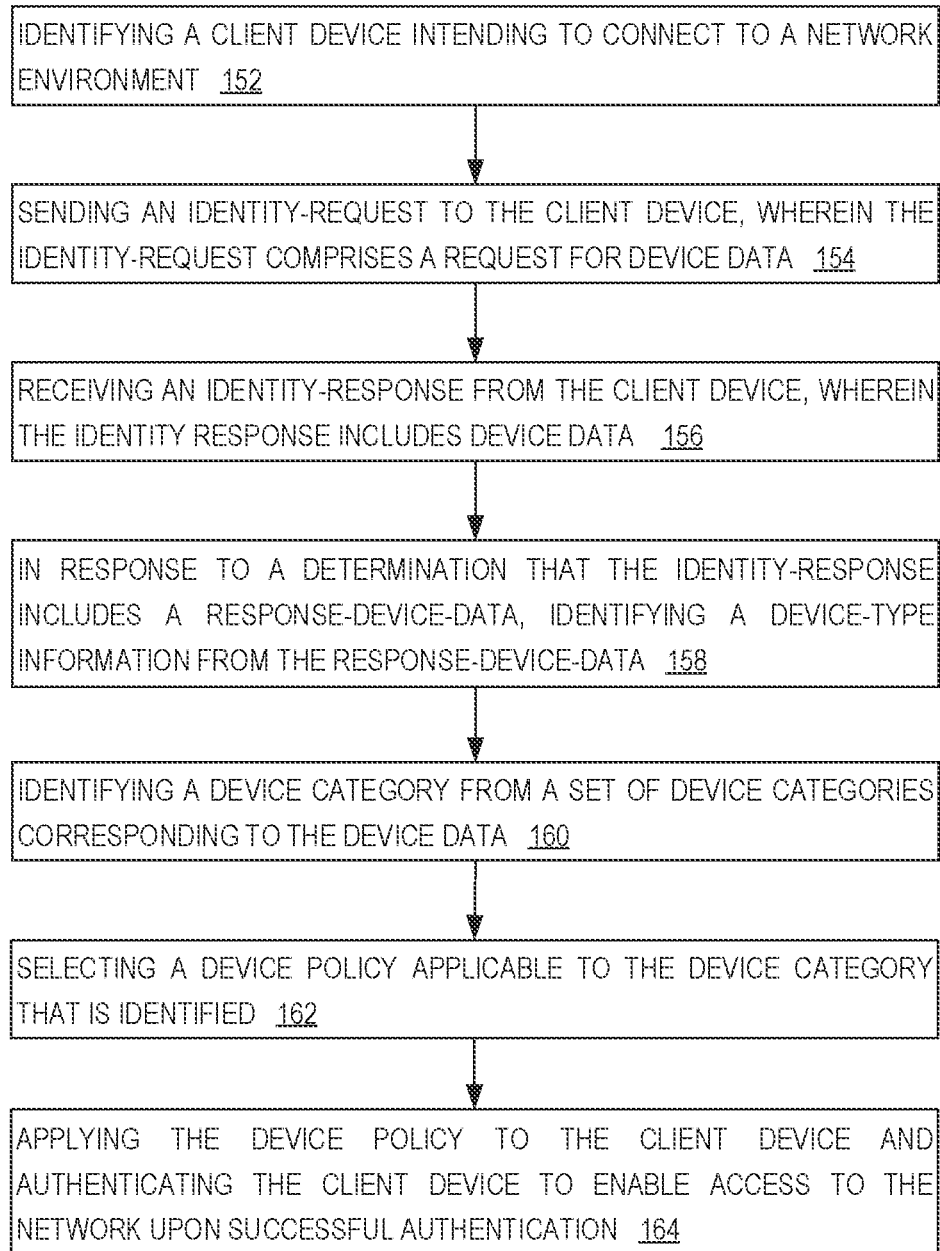 IDENTIFYING A CLIENT DEVICE INTENDING TO CONNECT TO A NETWORK
ENVIRONMENT 152
SENDING AN IDENTITY-REQUEST TO THE CLIENT DEVICE, WHEREIN THE
IDENTITY-REQUEST COMPRISES A REQUEST FOR DEVICE DATA 154
RECEIVING AN IDENTITY-RESPONSE FROM THE CLIENT DEVICE, WHEREIN
THE IDENTITY RESPONSE INCLUDES DEVICE DATA 156
IN RESPONSE TO A DETERMINATION THAT THE IDENTITY-RESPONSE
INCLUDES A RESPONSE-DEVICE-DATA, IDENTIFYING A DEVICE-TYPE
INFORMATION FROM THE RESPONSE-DEVICE-DATA 158
IDENTIFYING A DEVICE CATEGORY FROM A SET OF DEVICE CATEGORIES
CORRESPONDING TO THE DEVICE DATA 160
SELECTING A DEVICE POLICY APPLICABLE TO THE DEVICE CATEGORY
THAT IS IDENTIFIED 162
APPLYING THE DEVICE POLICY TO THE CLIENT DEVICE AND
AUTHENTICATING THE CLIENT DEVICE TO ENABLE ACCESS TO THE
NETWORK UPON SUCCESSFUL AUTHENTICATION 164